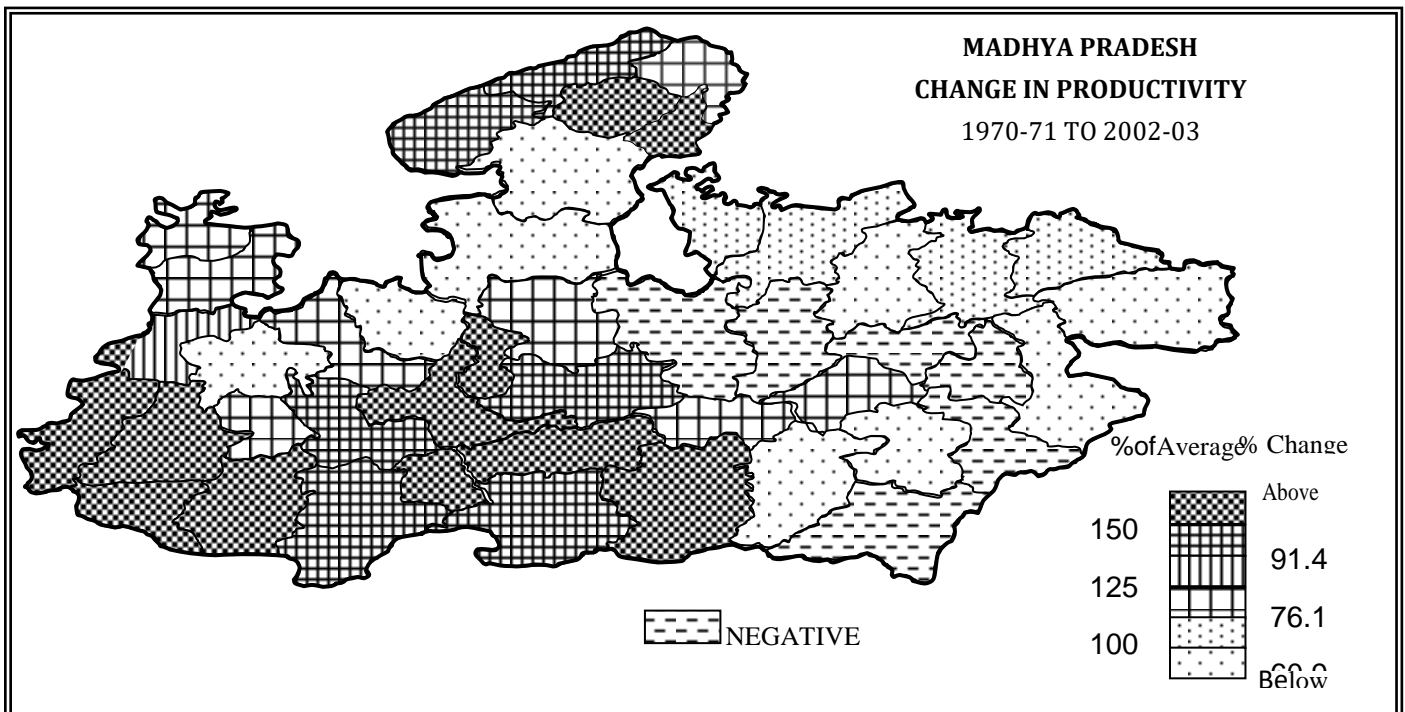 MADHYA PRADESH
CHANGE IN PRODUCTIVITY
1970-71 TO 2002-03
%ofAverage% Change
Above
150
91.4
125
76.1
100
Below
NEGATIVE